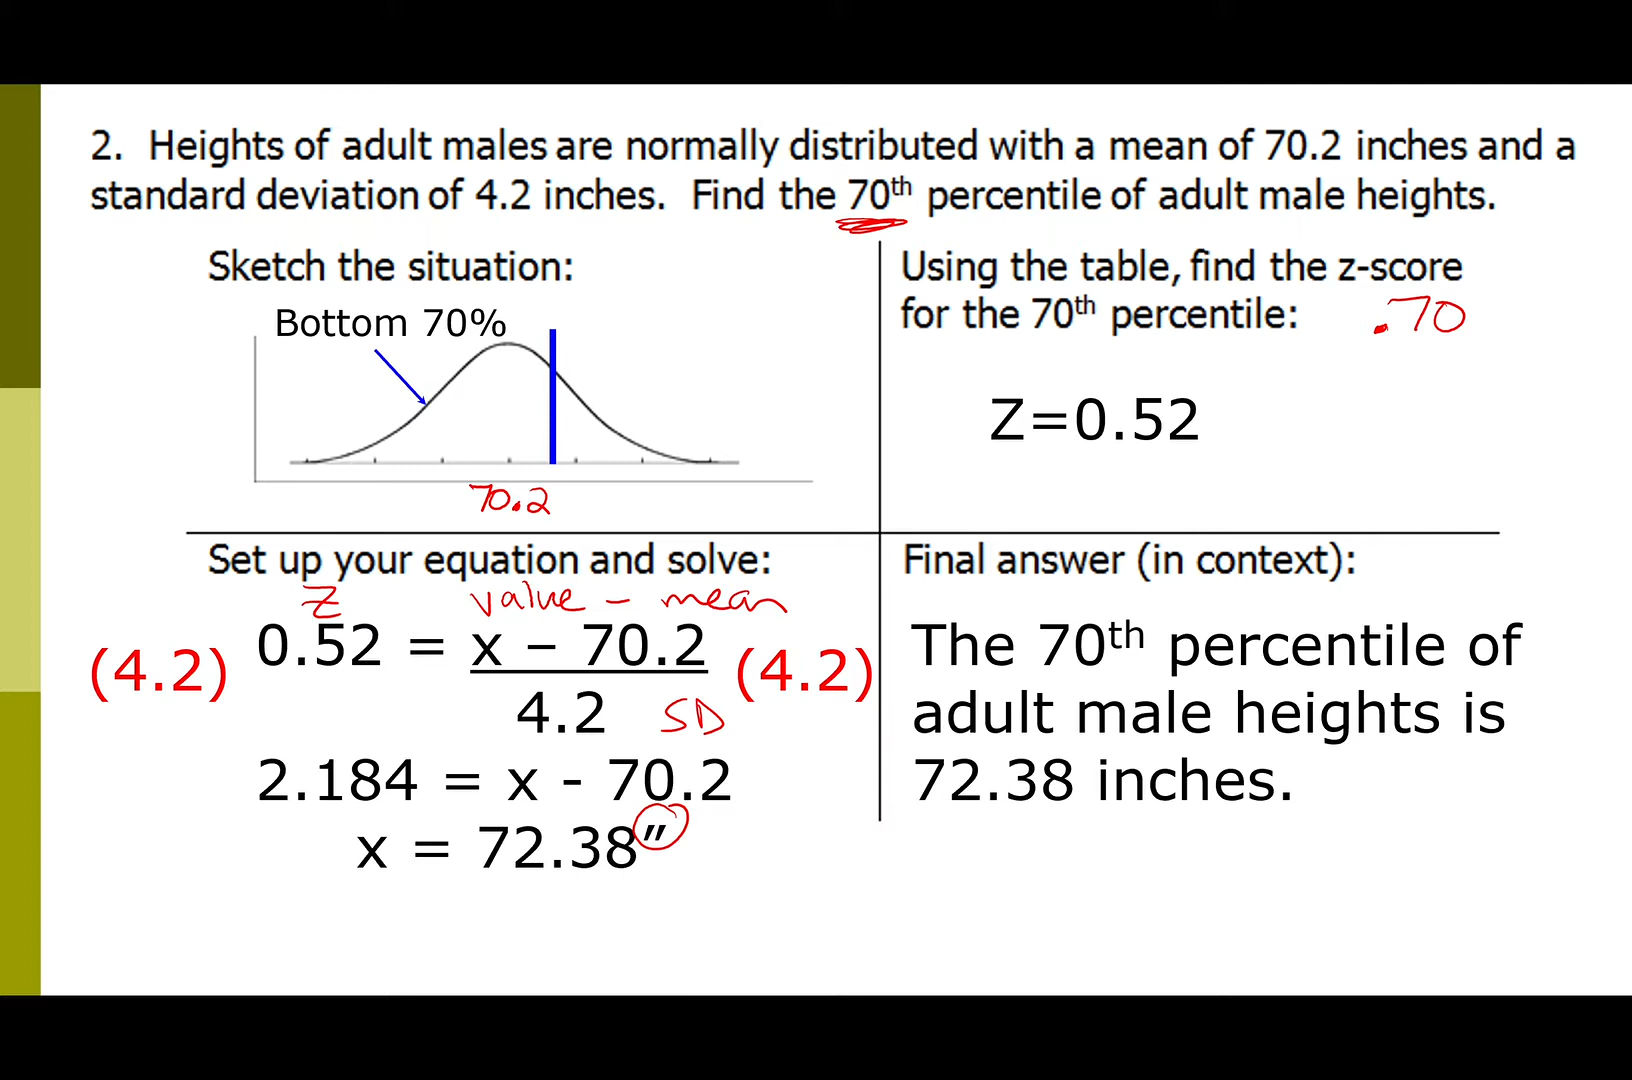 2. Heights of adult males are normally distributed with a mean of 70.2 inches and a
standard deviation of 4.2 inches. Find the 70th percentile of adult male heights.
Sketch the situation:
Bottom 70%
70.2
Using the table, find the z-score
for the 70th percentile: .70
Z=0.52
Set up your equation and solve:
z value - mean
(4.2) 0.52 = x – 70.2 (4.2)
4.2 SD
2.184 = x - 70.2
x = 72.38"
Final answer (in context):
The 70th percentile of
adult male heights is
72.38 inches.